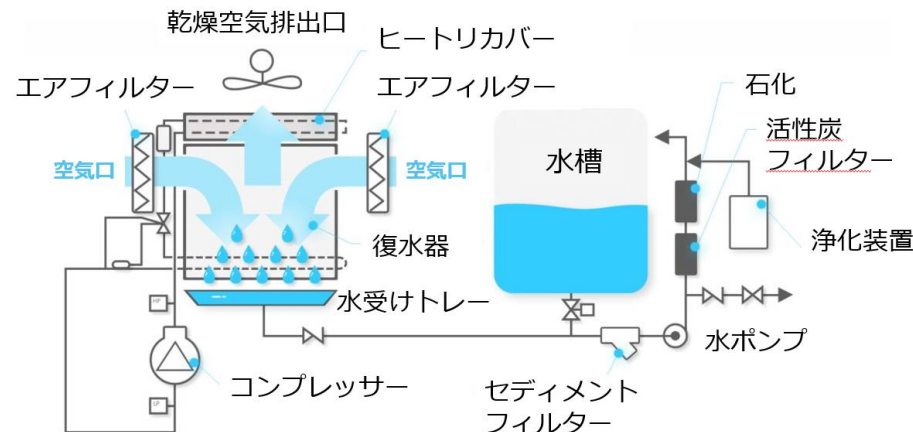 乾燥空気排出口
ヒートリカバー
エアフィルター
エアフィルター
石化
活性炭
フィルター
空気口
空気口
水槽
復水器
浄化装置
水受けトレー
水ポンプ
コンプレッサー
セディメント
フィルター